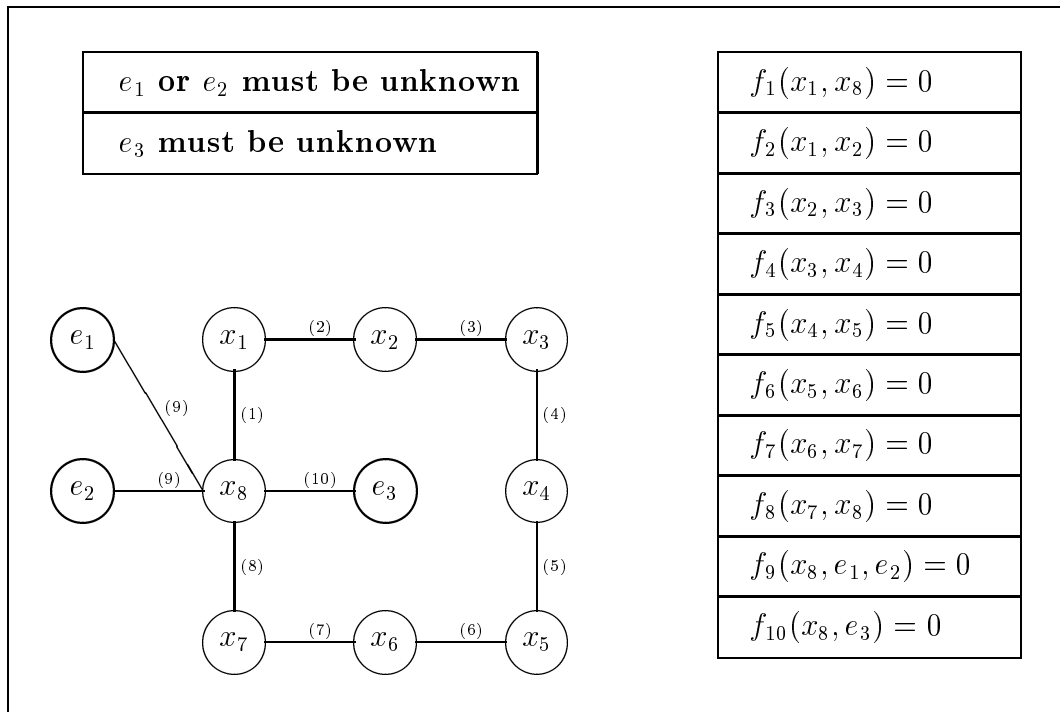 e₁ or e₂ must be unknown
e₃ must be unknown
f₁(x₁, x₈) = 0
f₂(x₁, x₂) = 0
f₃(x₂, x₃) = 0
f₄(x₃, x₄) = 0
f₅(x₄, x₅) = 0
f₆(x₅, x₆) = 0
f₇(x₆, x₇) = 0
f₈(x₇, x₈) = 0
f₉(x₈, e₁, e₂) = 0
f₁₀(x₈, e₃) = 0
e₁ x₁ (2) x₂ (3) x₃
(9) (1) (4)
e₂ (9) x₈ (10) e₃ x₄
(8) (5)
x₇ (7) x₆ (6) x₅